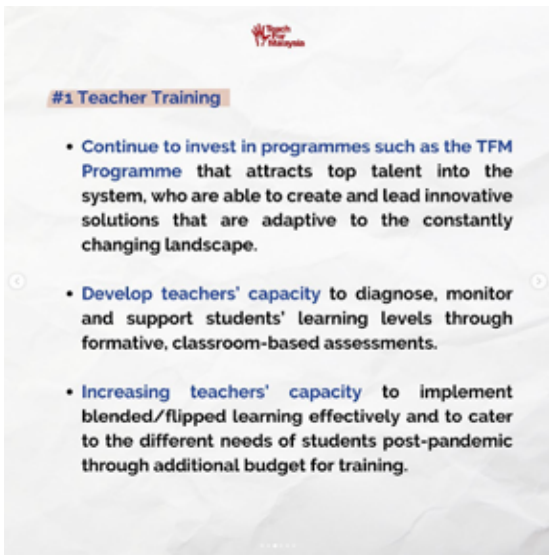 Teach
For
Malaysia
#1 Teacher Training
• Continue to invest in programmes such as the TFM
Programme that attracts top talent into the
system, who are able to create and lead innovative
solutions that are adaptive to the constantly
changing landscape.
• Develop teachers' capacity to diagnose, monitor
and support students' learning levels through
formative, classroom-based assessments.
• Increasing teachers' capacity to implement
blended/flipped learning effectively and to cater
to the different needs of students post-pandemic
through additional budget for training.